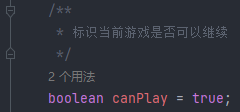 /**
* 标识当前游戏是否可以继续
*/
2 个用法
boolean canPlay = true;